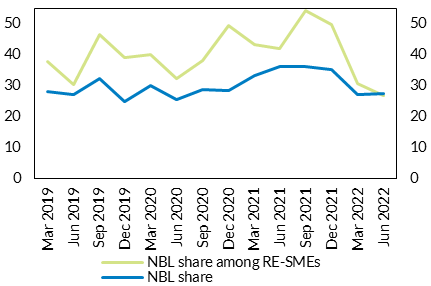 50 50
40 40
30 30
20 20
10 10
0 0
Mar 2019
Jun 2019
Sep 2019
Dec 2019
Mar 2020
Jun 2020
Sep 2020
Dec 2020
Mar 2021
Jun 2021
Sep 2021
Dec 2021
Mar 2022
Jun 2022
NBL share among RE-SMEs
NBL share